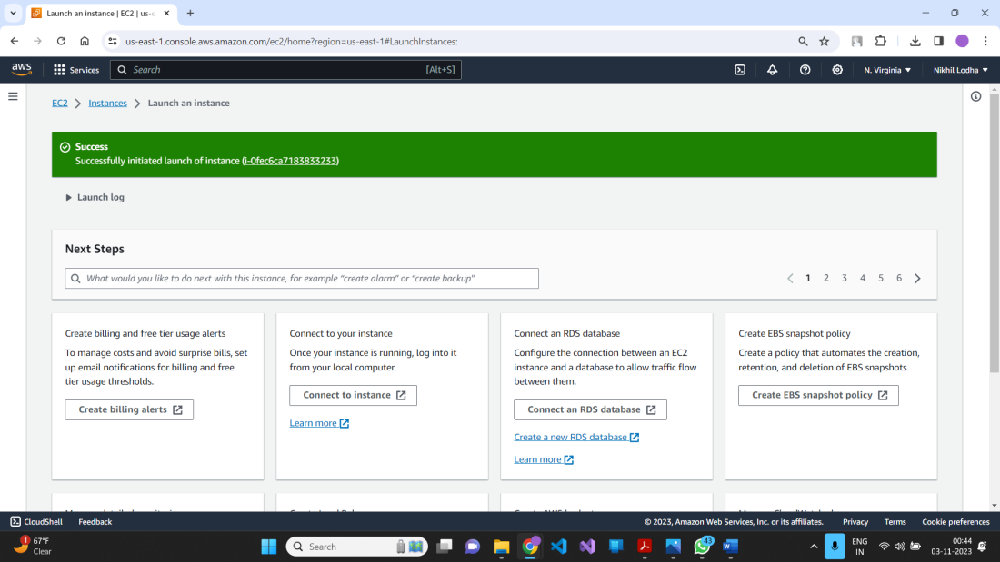 Launch an instance | EC2 | us-e
us-east-1.console.aws.amazon.com/ec2/home?region=us-east-1#LaunchInstances:
aws
Services
Search
[Alt+S]
N. Virginia
Nikhil Lodha
EC2
Instances
Launch an instance
Success
Successfully initiated launch of instance (i-0fec6ca7183833233)
Launch log
Next Steps
What would you like to do next with this instance, for example "create alarm" or "create backup"
1 2 3 4 5 6
Create billing and free tier usage alerts
To manage costs and avoid surprise bills, set
up email notifications for billing and free
tier usage thresholds.
Create billing alerts
Connect to your instance
Once your instance is running, log into it
from your local computer.
Connect to instance
Learn more
Connect an RDS database
Configure the connection between an EC2
instance and a database to allow traffic flow
between them.
Connect an RDS database
Create a new RDS database
Learn more
Create EBS snapshot policy
Create a policy that automates the creation,
retention, and deletion of EBS snapshots
Create EBS snapshot policy
CloudShell
Feedback
© 2023, Amazon Web Services, Inc. or its affiliates.
Privacy
Terms
Cookie preferences
1
67°F
Clear
Search
43
ENG
IN
00:44
03-11-2023